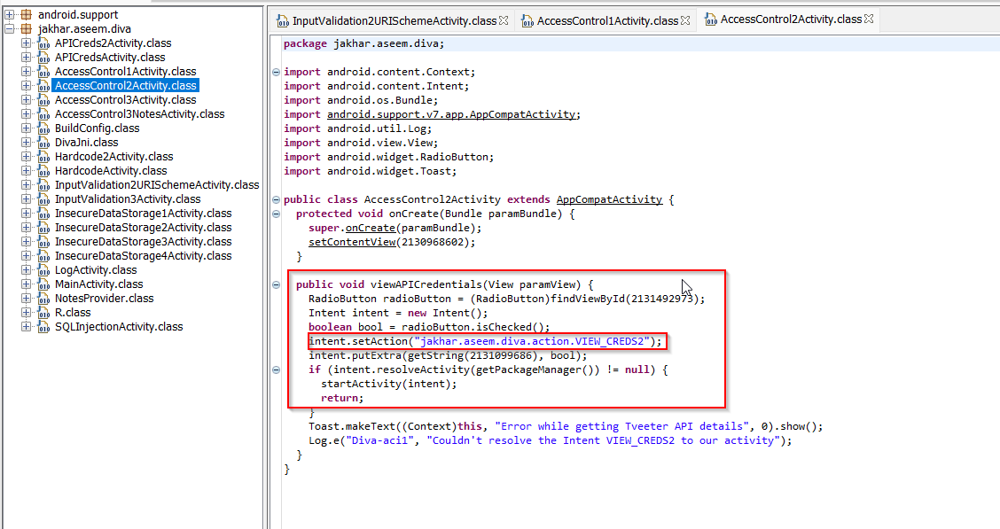 android.support
jakhar.aseem.diva
APICreds2Activity.class
APICredsActivity.class
AccessControl1Activity.class
AccessControl2Activity.class
AccessControl3Activity.class
AccessControl3NotesActivity.class
BuildConfig.class
DivaJni.class
Hardcode2Activity.class
HardcodeActivity.class
InputValidation2URISchemeActivity.class
InputValidation3Activity.class
InsecureDataStorage1Activity.class
InsecureDataStorage2Activity.class
InsecureDataStorage3Activity.class
InsecureDataStorage4Activity.class
LogActivity.class
MainActivity.class
NotesProvider.class
R.class
SQLInjectionActivity.class
InputValidation2URISchemeActivity.class AccessControl1Activity.class AccessControl2Activity.class
package jakhar.aseem.diva;
import android.content.Context;
import android.content.Intent;
import android.os.Bundle;
import android.support.v7.app.AppCompatActivity;
import android.util.Log;
import android.view.View;
import android.widget.RadioButton;
import android.widget.Toast;
public class AccessControl2Activity extends AppCompatActivity {
protected void onCreate(Bundle paramBundle) {
super.onCreate(paramBundle);
setContentView(2130968602);
}
public void viewAPICredentials(View paramView) {
RadioButton radioButton = (RadioButton)findViewById(2131492973);
Intent intent = new Intent();
boolean bool = radioButton.isChecked();
intent.setAction("jakhar.aseem.diva.action.VIEW_CREDS2");
intent.putExtra(getString(2131099686), bool);
if (intent.resolveActivity(getPackageManager()) != null) {
startActivity(intent);
return;
}
Toast.makeText((Context)this, "Error while getting Tveeter API details", 0).show();
Log.e("Diva-aci1", "Couldn't resolve the Intent VIEW_CREDS2 to our activity");
}
}